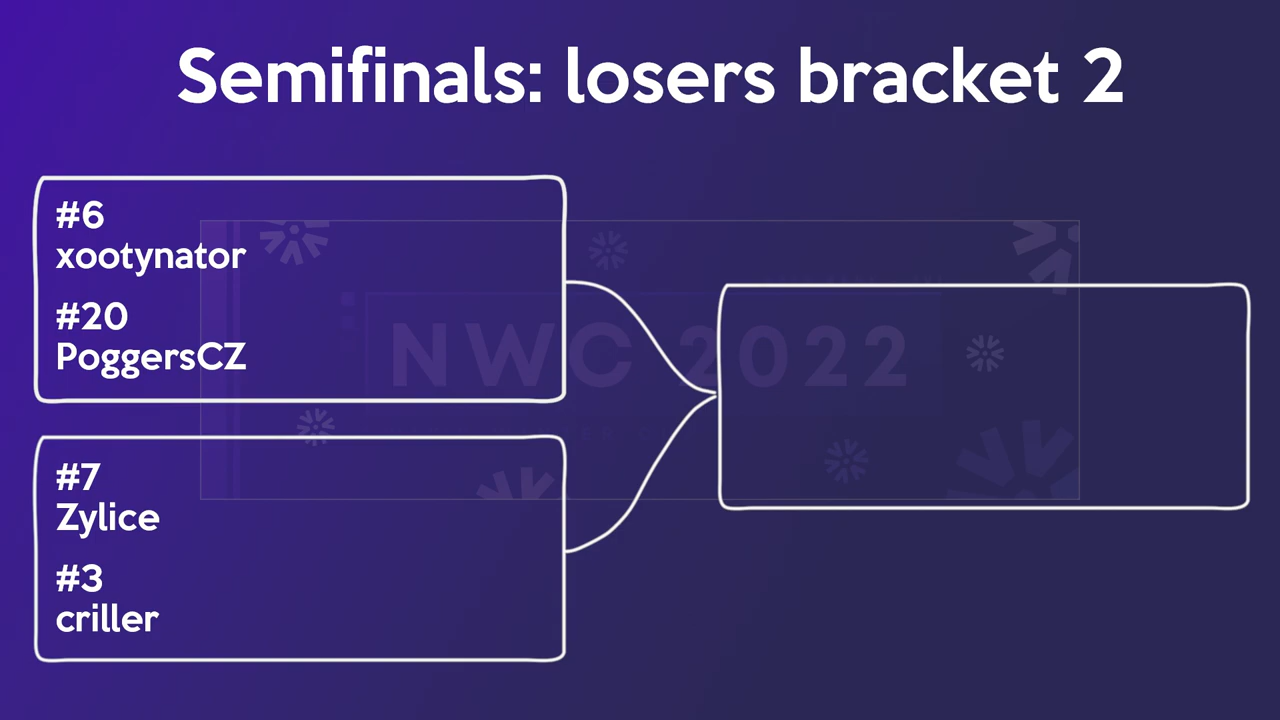 Semifinals: losers bracket 2
#6
xootynator
#20
PoggersCZ
#7
Zylice
#3
criller
NWC 2022